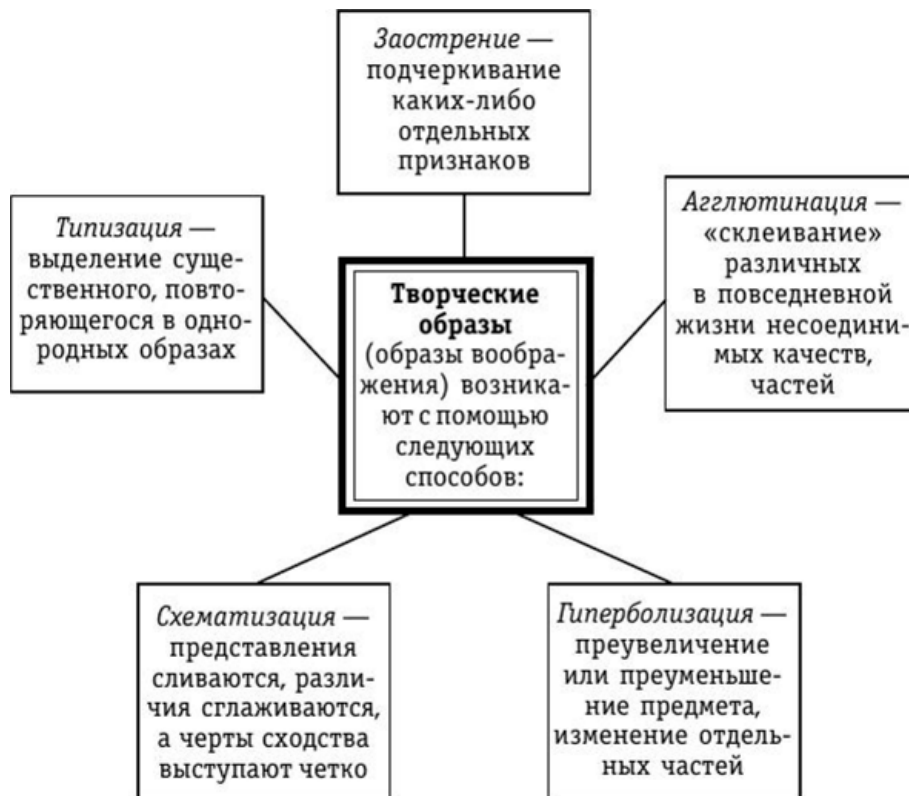 Заострение —
подчеркивание
каких-либо
отдельных
признаков
Типизация —
выделение суще-
ственного, повто-
ряющегося в одно-
родных образах
Творческие
образы
(образы вообра-
жения) возника-
ют с помощью
следующих
способов:
Агглютинация —
«склеивание»
различных
в повседневной
жизни несоедини-
мых качеств,
частей
Схематизация —
представления
сливаются, разли-
чия сглаживаются,
а черты сходства
выступают четко
Гиперболизация —
преувеличение
или преуменьше-
ние предмета,
изменение отдель-
ных частей